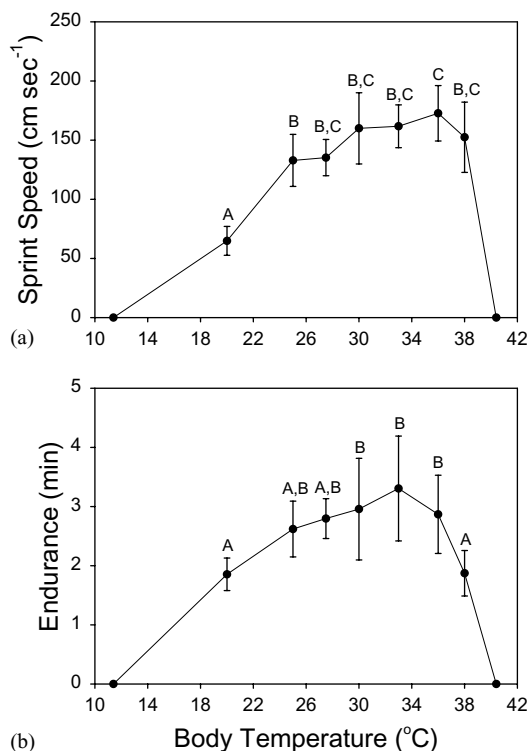 250
200
150
100
50
0
Sprint Speed (cm sec⁻¹)
A
B
B,C
B,C
B,C
C
B,C
(a)
10 14 18 22 26 30 34 38 42
5
4
3
2
1
0
Endurance (min)
A
A,B
A,B
B
B
B
A
10 14 18 22 26 30 34 38 42
(b)
Body Temperature (°C)